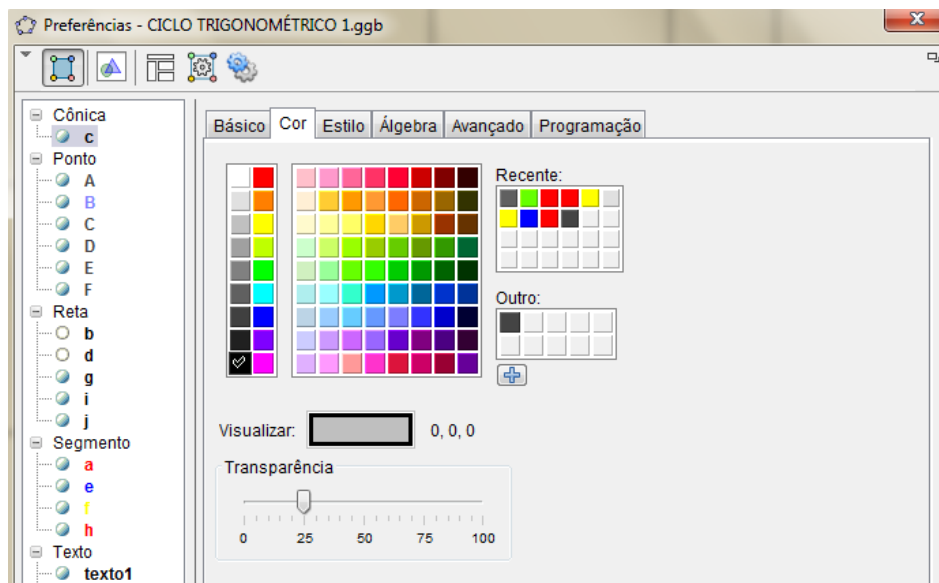 Preferências - CICLO TRIGONOMÉTRICO 1.ggb
Cônica
c
Ponto
A
B
C
D
E
F
Reta
b
d
g
i
j
Segmento
a
e
f
h
Texto
texto1
Básico Cor Estilo Álgebra Avançado Programação
Recente:
Outro:
Visualizar: 0, 0, 0
Transparência
0 25 50 75 100